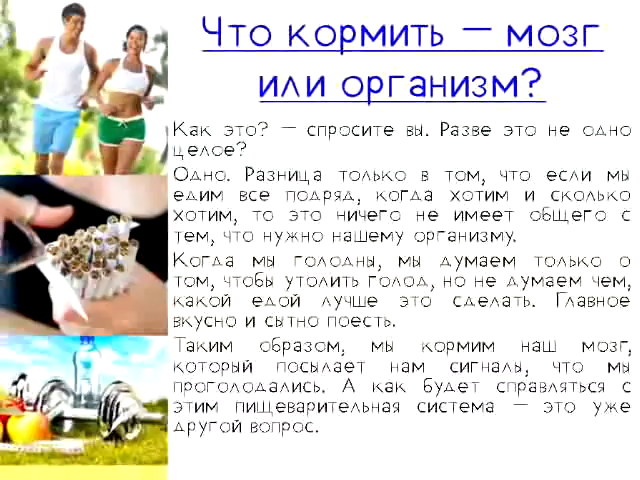 Что кормить – мозг
или организм?
Как это? – спросите вы. Разве это не одно
целое?
Одно. Разница только в том, что если мы
едим все подряд, когда хотим и сколько
хотим, то это ничего не имеет общего с
тем, что нужно нашему организму.
Когда мы голодны, мы думаем только о
том, чтобы утолить голод, но не думаем чем,
какой едой лучше это сделать. Главное
вкусно и сытно поесть.
Таким образом, мы кормим наш мозг,
который посылает нам сигналы, что мы
проголодались. А как будет справляться с
этим пищеварительная система – это уже
другой вопрос.